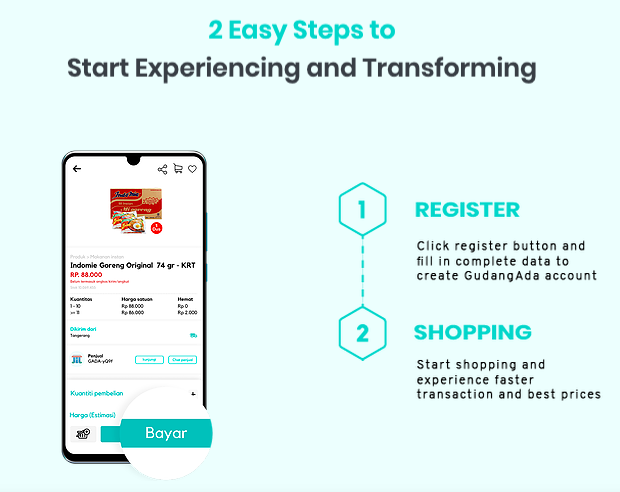 2 Easy Steps to
Start Experiencing and Transforming
Indomie Goreng Original 74 gr - KRT
RP. 88.000
Kuantitas Harga satuan Hemat
1 - 10 Rp 88.000 Rp 0
>= 11 Rp 86.000 Rp 2.000
Dikirim dari
Tangerang
Penjual
Kuantiti pembelian
Harga (Estimasi)
Bayar
1 REGISTER
Click register button and
fill in complete data to
create GudangAda account
2 SHOPPING
Start shopping and
experience faster
transaction and best prices